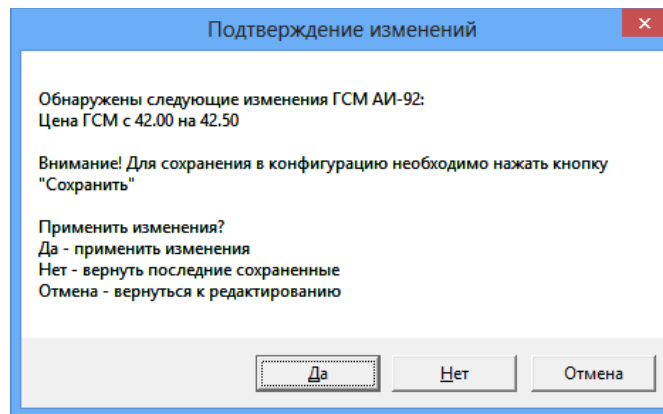 Подтверждение изменений
Обнаружены следующие изменения ГСМ АИ-92:
Цена ГСМ с 42.00 на 42.50
Внимание! Для сохранения в конфигурацию необходимо нажать кнопку
"Сохранить"
Применить изменения?
Да - применить изменения
Нет - вернуть последние сохраненные
Отмена - вернуться к редактированию
Да
Нет
Отмена